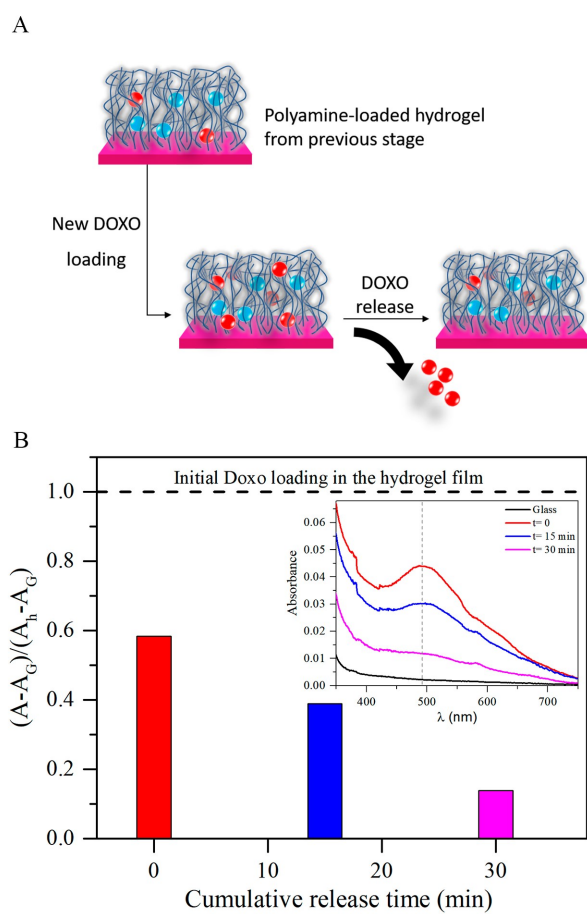 A
Polyamine-loaded hydrogel
from previous stage
New DOXO
loading
DOXO
release
B
Initial Doxo loading in the hydrogel film
1.0
0.8
0.6
0.4
0.2
0.0
(A-A_G)/(A_h-A_G)
0 10 20 30
Cumulative release time (min)
Glass
t= 0
t= 15 min
t= 30 min
0.06
0.05
0.04
0.03
0.02
0.01
0.00
Absorbance
400 500 600 700
λ (nm)